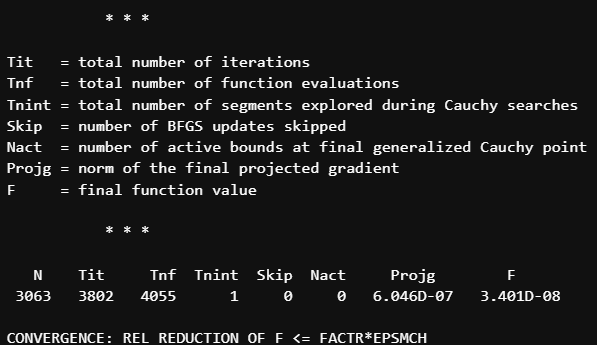 * * *
Tit   = total number of iterations
Tnf   = total number of function evaluations
Tnint = total number of segments explored during Cauchy searches
Skip  = number of BFGS updates skipped
Nact  = number of active bounds at final generalized Cauchy point
Projg = norm of the final projected gradient
F     = final function value
* * *
N    Tit     Tnf  Tnint  Skip  Nact     Projg        F
3063   3802   4055      1     0     0   6.046D-07   3.401D-08
CONVERGENCE: REL REDUCTION OF F <= FACTR*EPSMCH